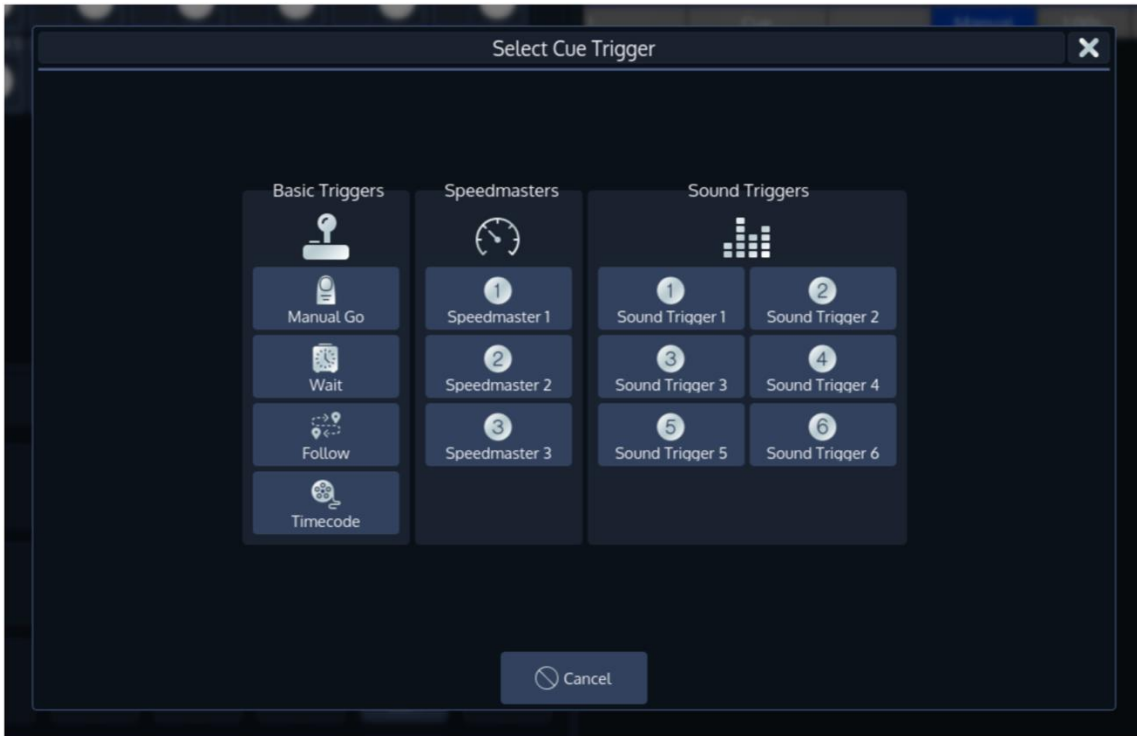 Select Cue Trigger
Basic Triggers
Manual Go
Wait
Follow
Timecode
Speedmasters
1
Speedmaster 1
2
Speedmaster 2
3
Speedmaster 3
Sound Triggers
1
Sound Trigger 1
2
Sound Trigger 2
3
Sound Trigger 3
4
Sound Trigger 4
5
Sound Trigger 5
6
Sound Trigger 6
Cancel